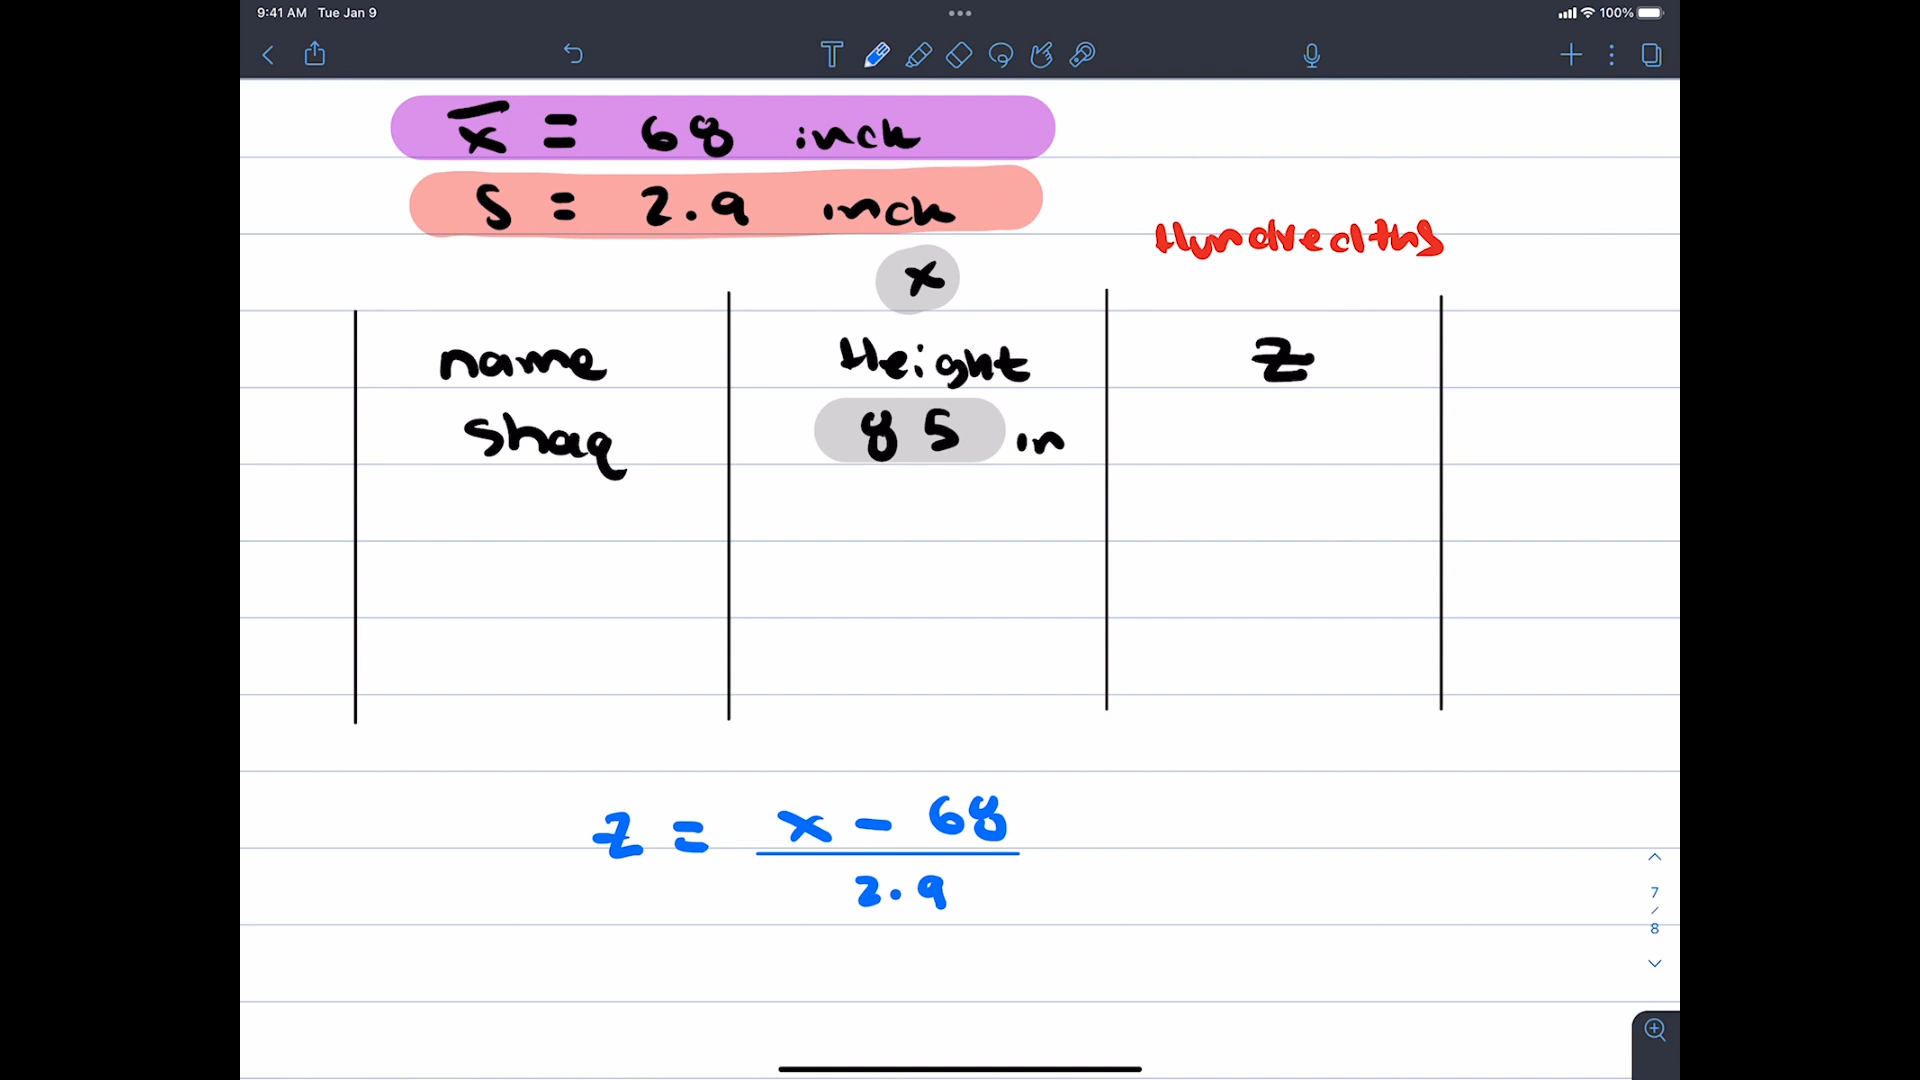 9:41 AM Tue Jan 9
100%
x̄ = 68 inch
S = 2.9 inch
Hundredths
x
name Height Z
Shaq 85 in
z = x - 68
2.9
7
/
8